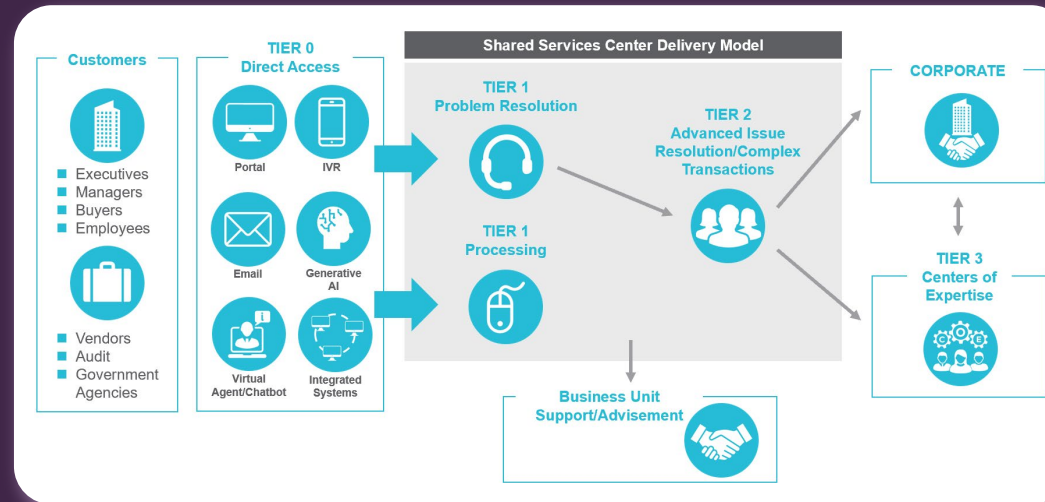 Customers
Executives
Managers
Buyers
Employees
Vendors
Audit
Government
Agencies
TIER 0
Direct Access
Portal
IVR
Email
Generative
AI
Virtual
Agent/Chatbot
Integrated
Systems
Shared Services Center Delivery Model
TIER 1
Problem Resolution
TIER 1
Processing
TIER 2
Advanced Issue
Resolution/Complex
Transactions
Business Unit
Support/Advisement
CORPORATE
TIER 3
Centers of
Expertise
C O E